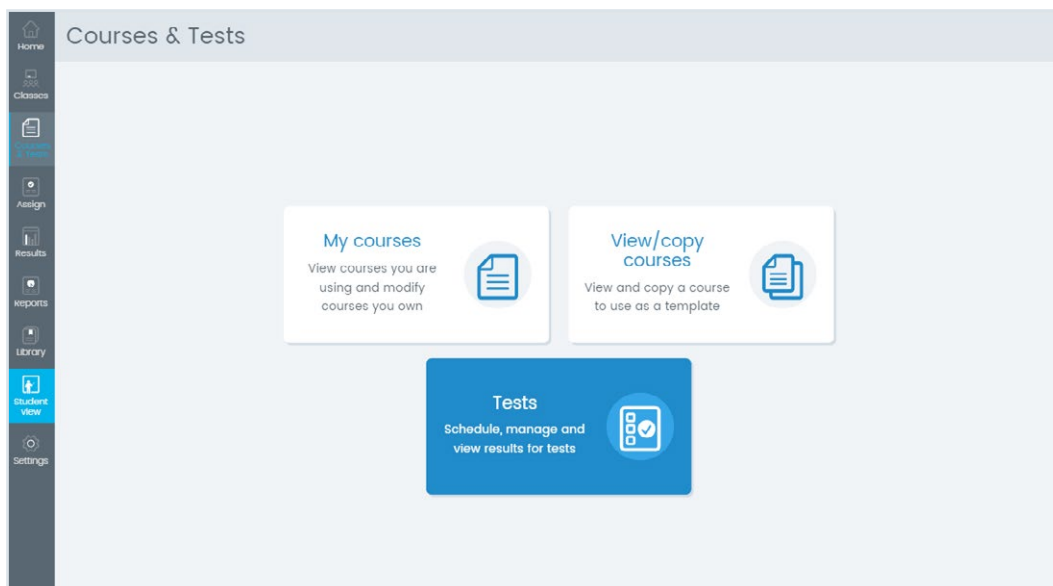 Home
Courses & Tests
Classes
Courses
& Tests
Assign
Results
Reports
Library
Student
view
Settings
My courses
View courses you are
using and modify
courses you own
View/copy
courses
View and copy a course
to use as a template
Tests
Schedule, manage and
view results for tests